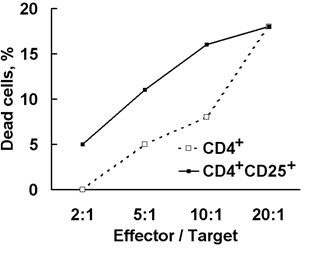 20
15
10
5
0
Dead cells, %
CD4⁺
CD4⁺CD25⁺
2:1 5:1 10:1 20:1
Effector / Target